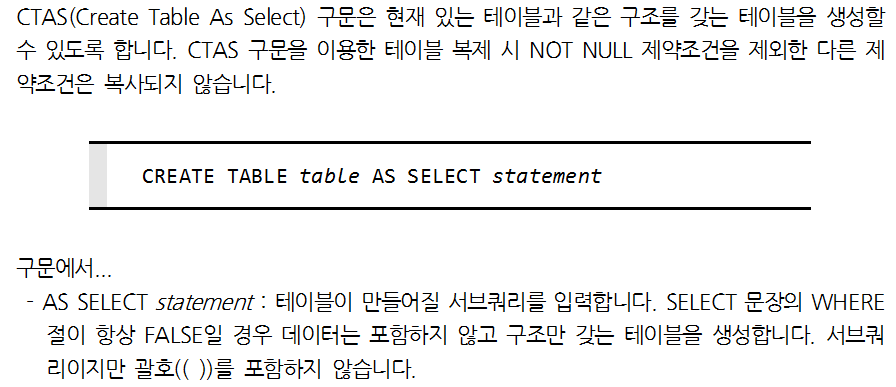 CTAS(Create Table As Select) 구문은 현재 있는 테이블과 같은 구조를 갖는 테이블을 생성할
수 있도록 합니다. CTAS 구문을 이용한 테이블 복제 시 NOT NULL 제약조건을 제외한 다른 제
약조건은 복사되지 않습니다.
CREATE TABLE table AS SELECT statement
구문에서...
- AS SELECT statement : 테이블이 만들어질 서브쿼리를 입력합니다. SELECT 문장의 WHERE
절이 항상 FALSE일 경우 데이터는 포함하지 않고 구조만 갖는 테이블을 생성합니다. 서브쿼
리이지만 괄호(( ))를 포함하지 않습니다.